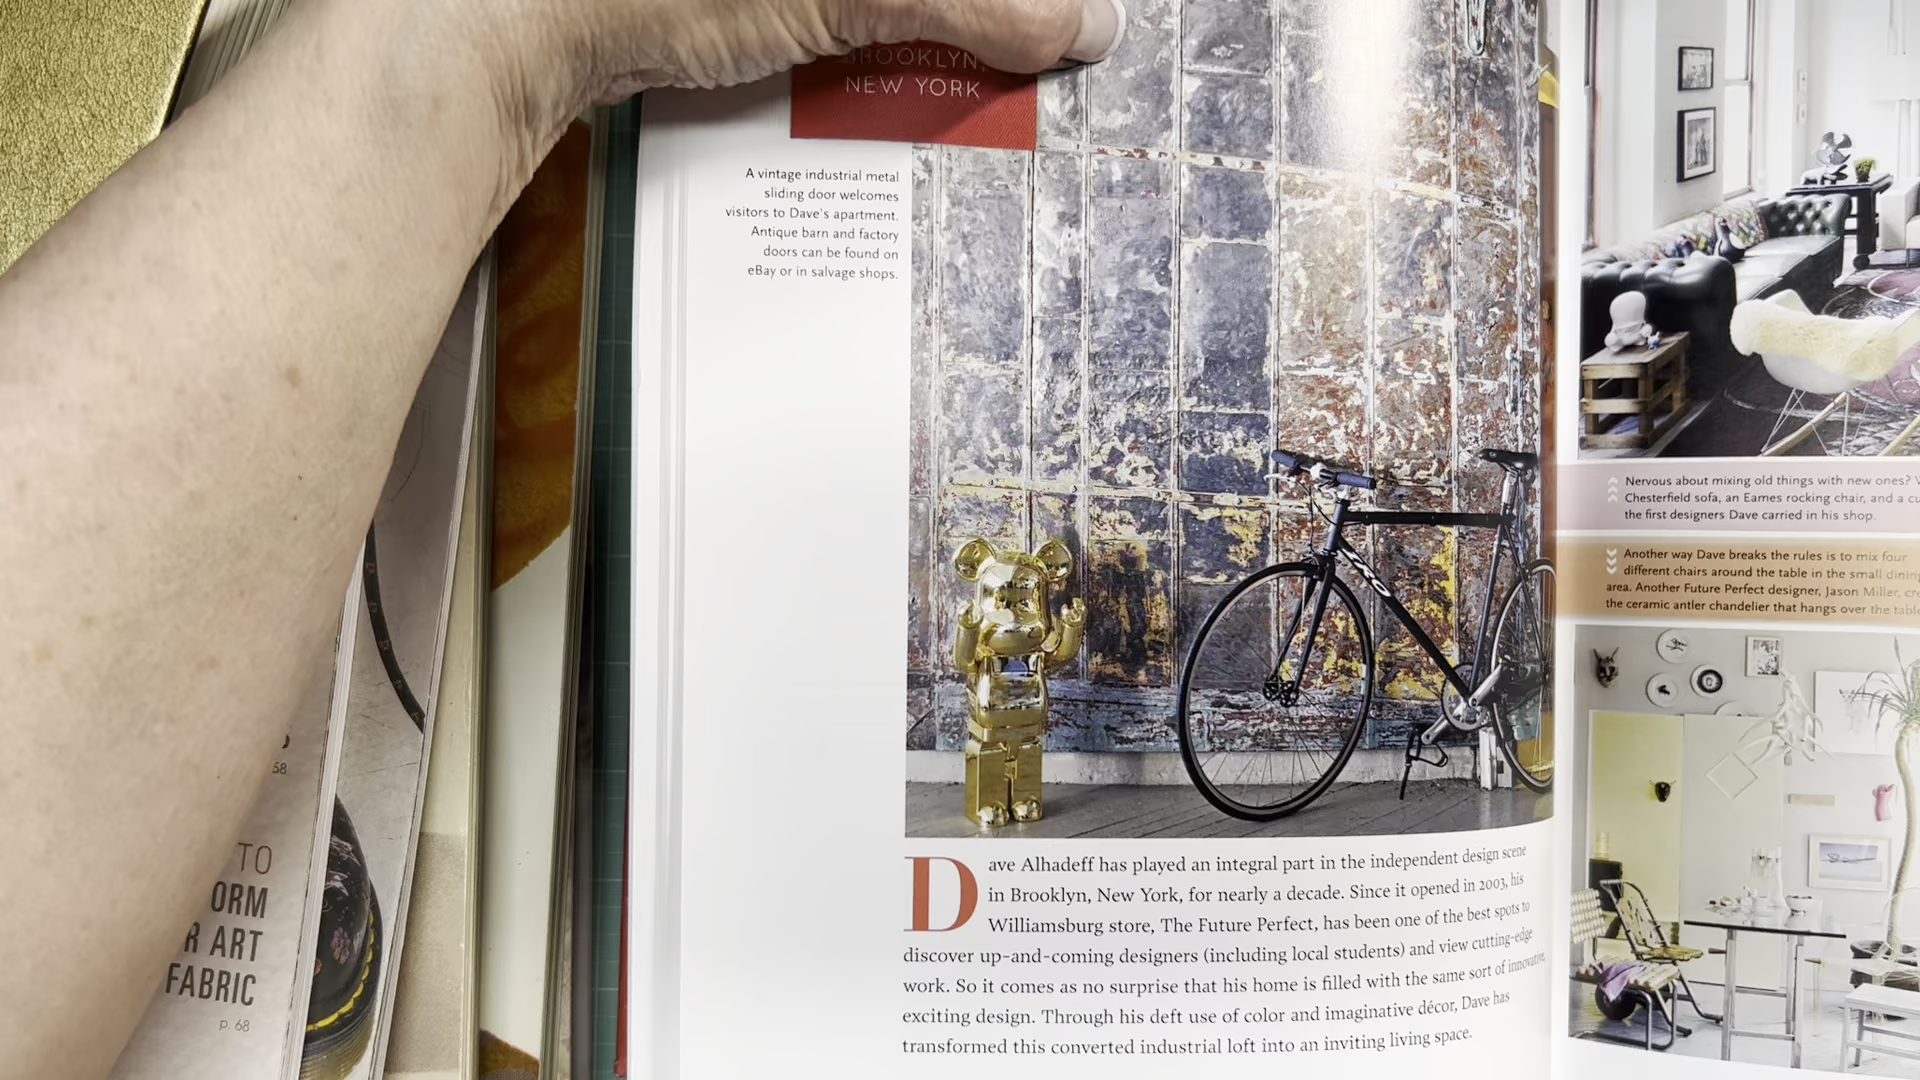 BROOKLYN,
NEW YORK
A vintage industrial metal
sliding door welcomes
visitors to Dave's apartment.
Antique barn and factory
doors can be found on
eBay or in salvage shops.
Dave Alhadeff has played an integral part in the independent design scene
in Brooklyn, New York, for nearly a decade. Since it opened in 2003, his
Williamsburg store, The Future Perfect, has been one of the best spots to
discover up-and-coming designers (including local students) and view cutting-edge
work. So it comes as no surprise that his home is filled with the same sort of innovative,
exciting design. Through his deft use of color and imaginative décor, Dave has
transformed this converted industrial loft into an inviting living space.
Nervous about mixing old things with new ones?
Chesterfield sofa, an Eames rocking chair, and a
the first designers Dave carried in his shop.
Another way Dave breaks the rules is to mix four
different chairs around the table in the small dining
area. Another Future Perfect designer, Jason Miller,
the ceramic antler chandelier that hangs over the table
58
TO
ORM
R ART
FABRIC
p. 68